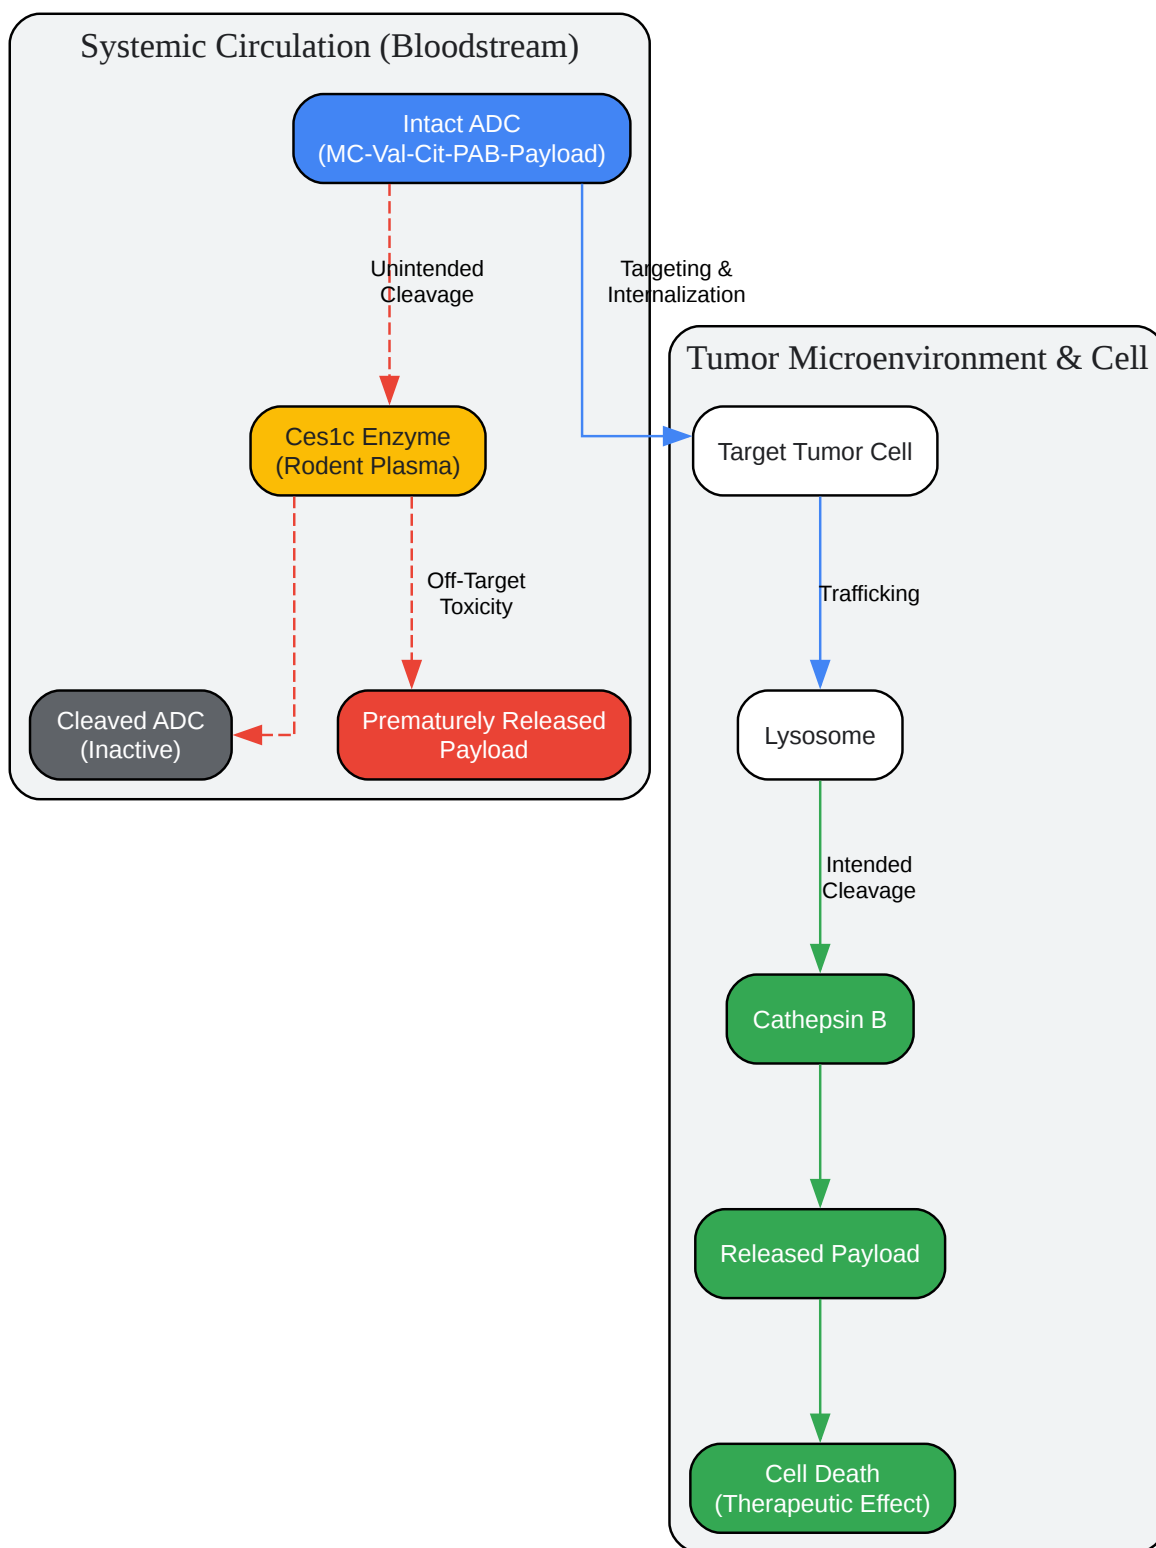 Systemic Circulation (Bloodstream)
Intact ADC
(MC-Val-Cit-PAB-Payload)
Unintended
Cleavage
Targeting &
Internalization
Tumor Microenvironment & Cell
Ces1c Enzyme
(Rodent Plasma)
Target Tumor Cell
Off-Target
Toxicity
Trafficking
Cleaved ADC
(Inactive)
Prematurely Released
Payload
Lysosome
Intended
Cleavage
Cathepsin B
Released Payload
Cell Death
(Therapeutic Effect)